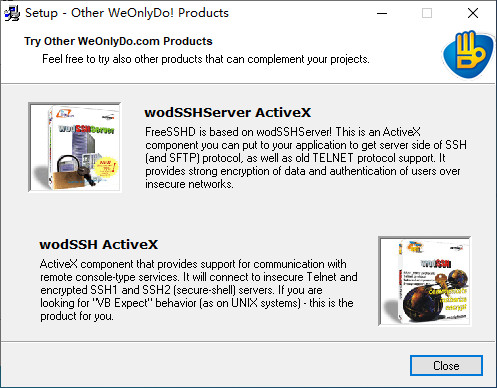 Setup - Other WeOnlyDo! Products
Try Other WeOnlyDo.com Products
Feel free to try also other products that can complement your projects.
wodSSHServer
wodSSHServer ActiveX
FreeSSHD is based on wodSSHServer! This is an ActiveX
component you can put to your application to get server side of SSH
(and SFTP) protocol, as well as old TELNET protocol support. It
provides strong encryption of data and authentication of users over
insecure networks.
wodSSH ActiveX
ActiveX component that provides support for communication with
remote console-type services. It will connect to insecure Telnet and
encrypted SSH1 and SSH2 (secure-shell) servers. If you are
looking for "VB Expect" behavior (as on UNIX systems) - this is the
product for you.
wodSSH
Close